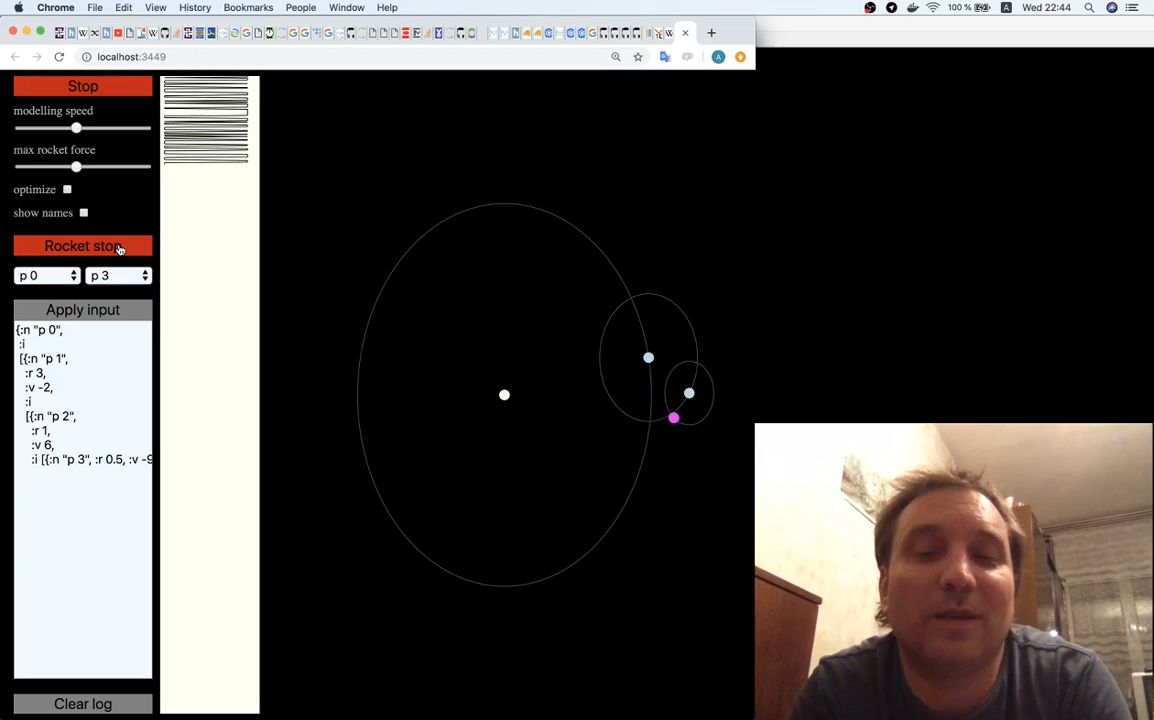 Chrome File Edit View History Bookmarks People Window Help
100 % A Wed 22:44
localhost:3449
A
Stop
modelling speed
max rocket force
optimize
show names
Rocket stop
p 0 p 3
Apply input
{:n "p 0",
:i
[{:n "p 1",
:r 3,
:v -2,
:i
[{:n "p 2",
:r 1,
:v 6,
:i [{:n "p 3", :r 0.5, :v -9
Clear log